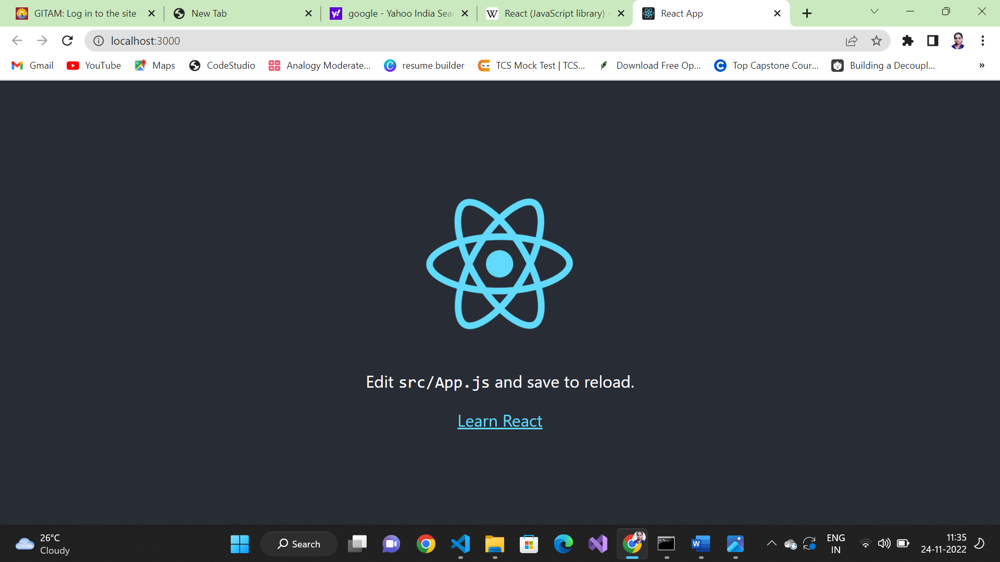 GITAM: Log in to the site
New Tab
google - Yahoo India Sear
React (JavaScript library) -
React App
localhost:3000
Gmail
YouTube
Maps
CodeStudio
Analogy Moderate...
resume builder
TCS Mock Test | TCS...
Download Free Op...
Top Capstone Cour...
Building a Decoupl...
»
Edit src/App.js and save to reload.
Learn React
26°C
Cloudy
Search
ENG
IN
11:35
24-11-2022